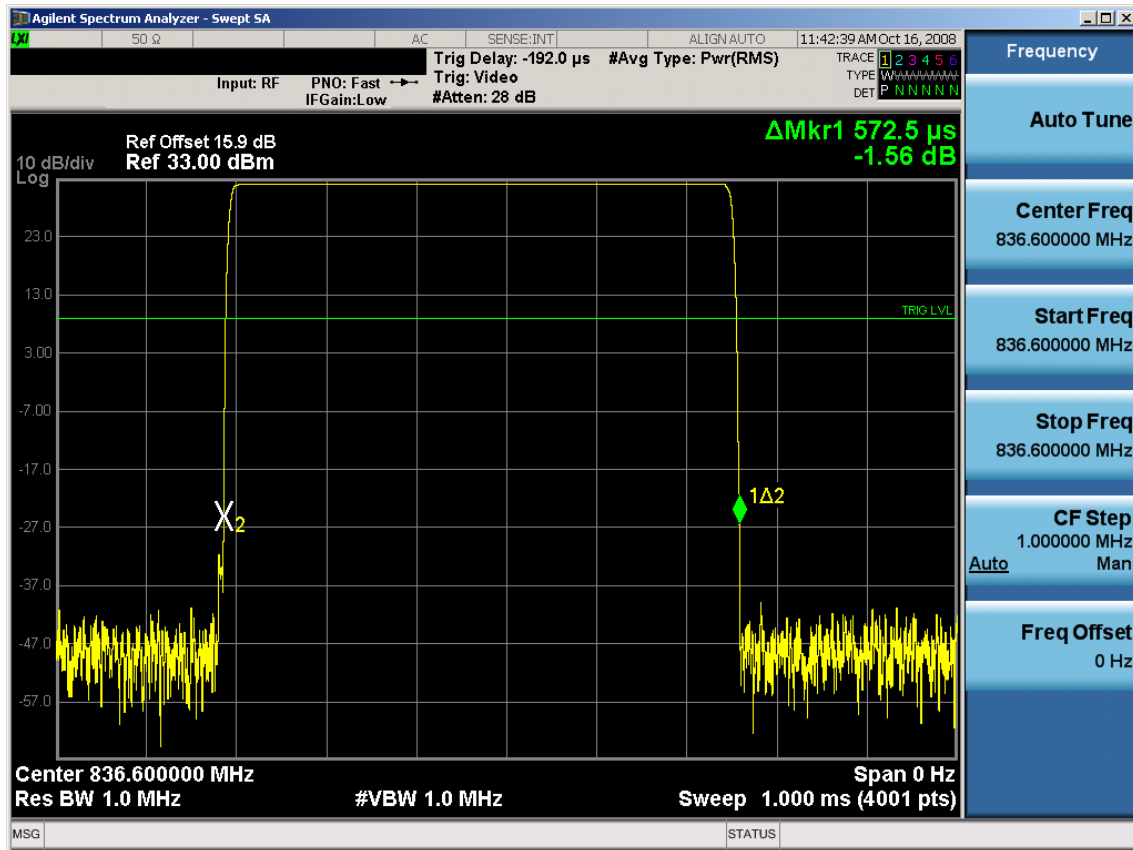 Agilent Spectrum Analyzer - Swept SA
LXI 50 Ω AC SENSE:INT ALIGN AUTO 11:42:39 AM Oct 16, 2008
Trig Delay: -192.0 µs #Avg Type: Pwr(RMS) TRACE 1 2 3 4 5 6
Input: RF PNO: Fast Trig: Video TYPE WWWWWW
IFGain:Low #Atten: 28 dB DET P N N N N N
ΔMkr1 572.5 µs
-1.56 dB
Ref Offset 15.9 dB
10 dB/div Ref 33.00 dBm
Log
23.0
13.0
TRIG LVL
3.00
-7.00
-17.0
1Δ2
X2
-27.0
-37.0
-47.0
-57.0
Center 836.600000 MHz Span 0 Hz
Res BW 1.0 MHz #VBW 1.0 MHz Sweep 1.000 ms (4001 pts)
MSG STATUS
Frequency
Auto Tune
Center Freq
836.600000 MHz
Start Freq
836.600000 MHz
Stop Freq
836.600000 MHz
CF Step
1.000000 MHz
Auto Man
Freq Offset
0 Hz